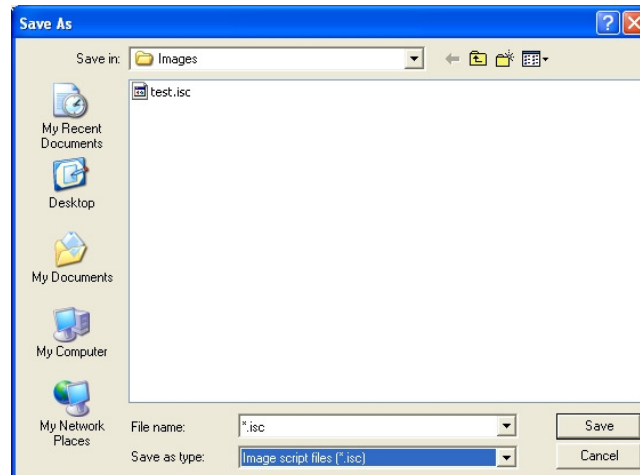 Save As
Save in:
Images
test.isc
My Recent
Documents
Desktop
My Documents
My Computer
My Network
Places
File name:
*.isc
Save
Save as type:
Image script files (*.isc)
Cancel